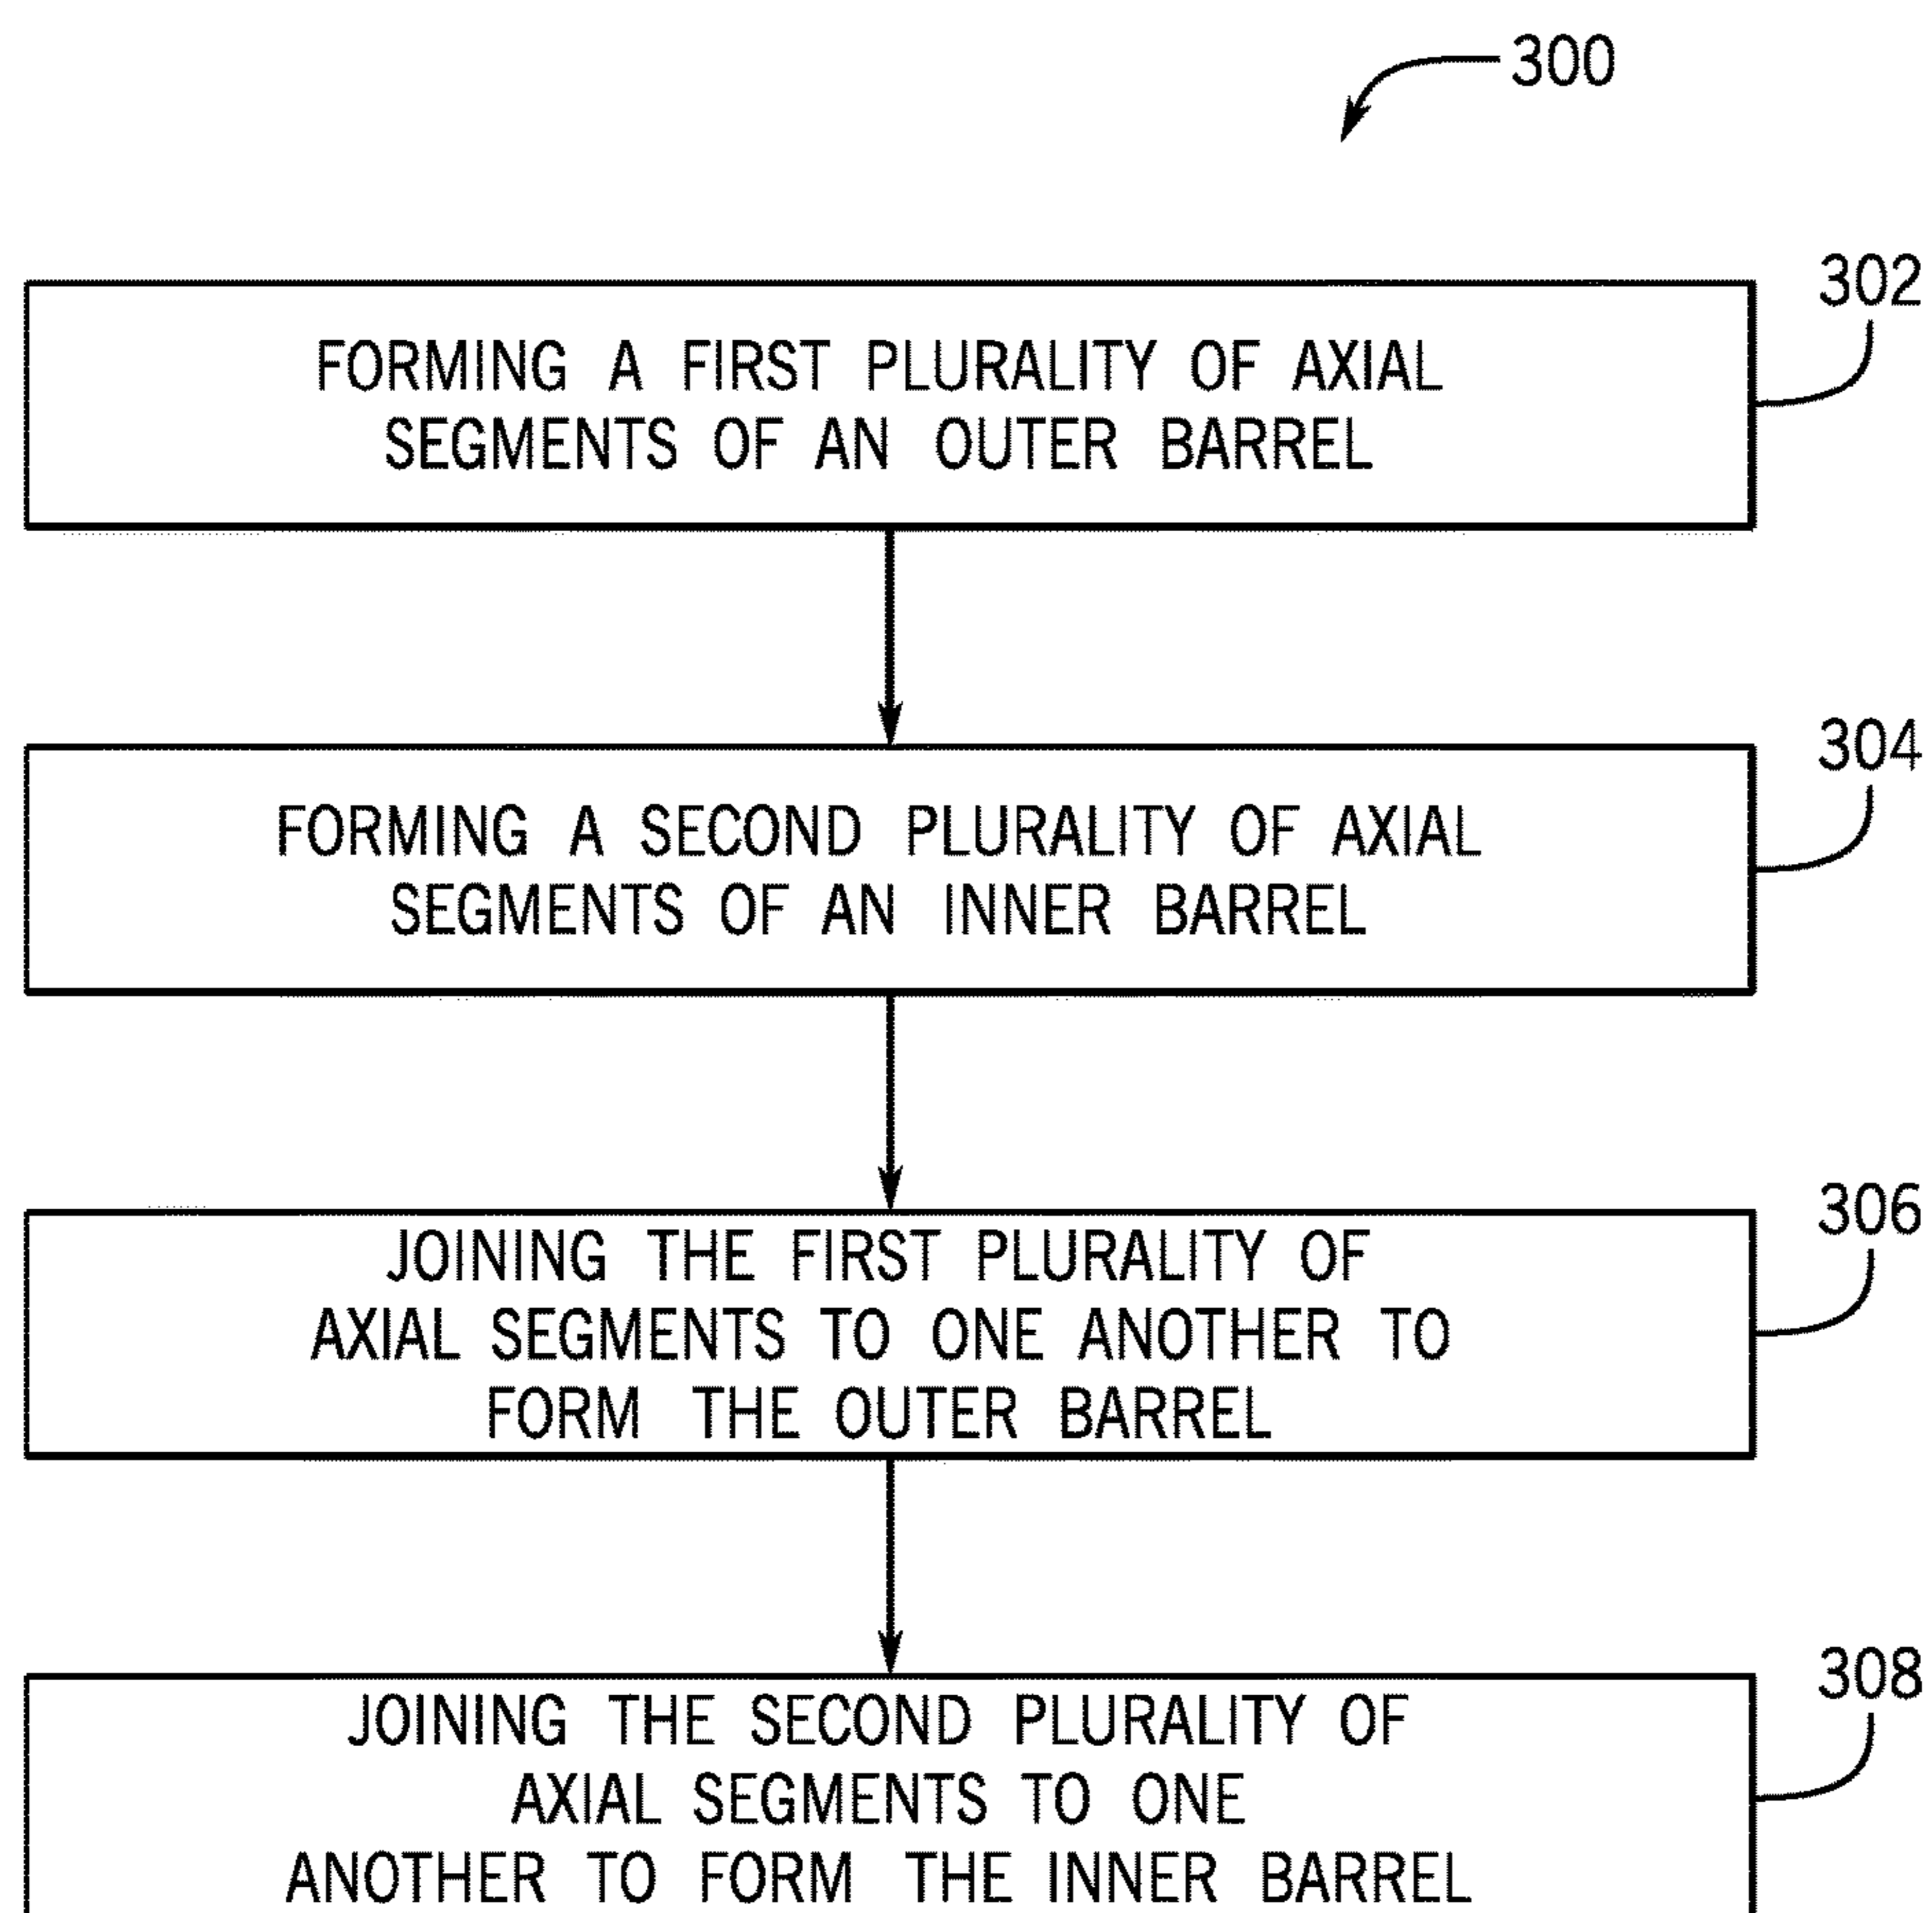 300
302
FORMING A FIRST PLURALITY OF AXIAL
SEGMENTS OF AN OUTER BARREL
304
FORMING A SECOND PLURALITY OF AXIAL
SEGMENTS OF AN INNER BARREL
306
JOINING THE FIRST PLURALITY OF
AXIAL SEGMENTS TO ONE ANOTHER TO
FORM THE OUTER BARREL
308
JOINING THE SECOND PLURALITY OF
AXIAL SEGMENTS TO ONE
ANOTHER TO FORM THE INNER BARREL